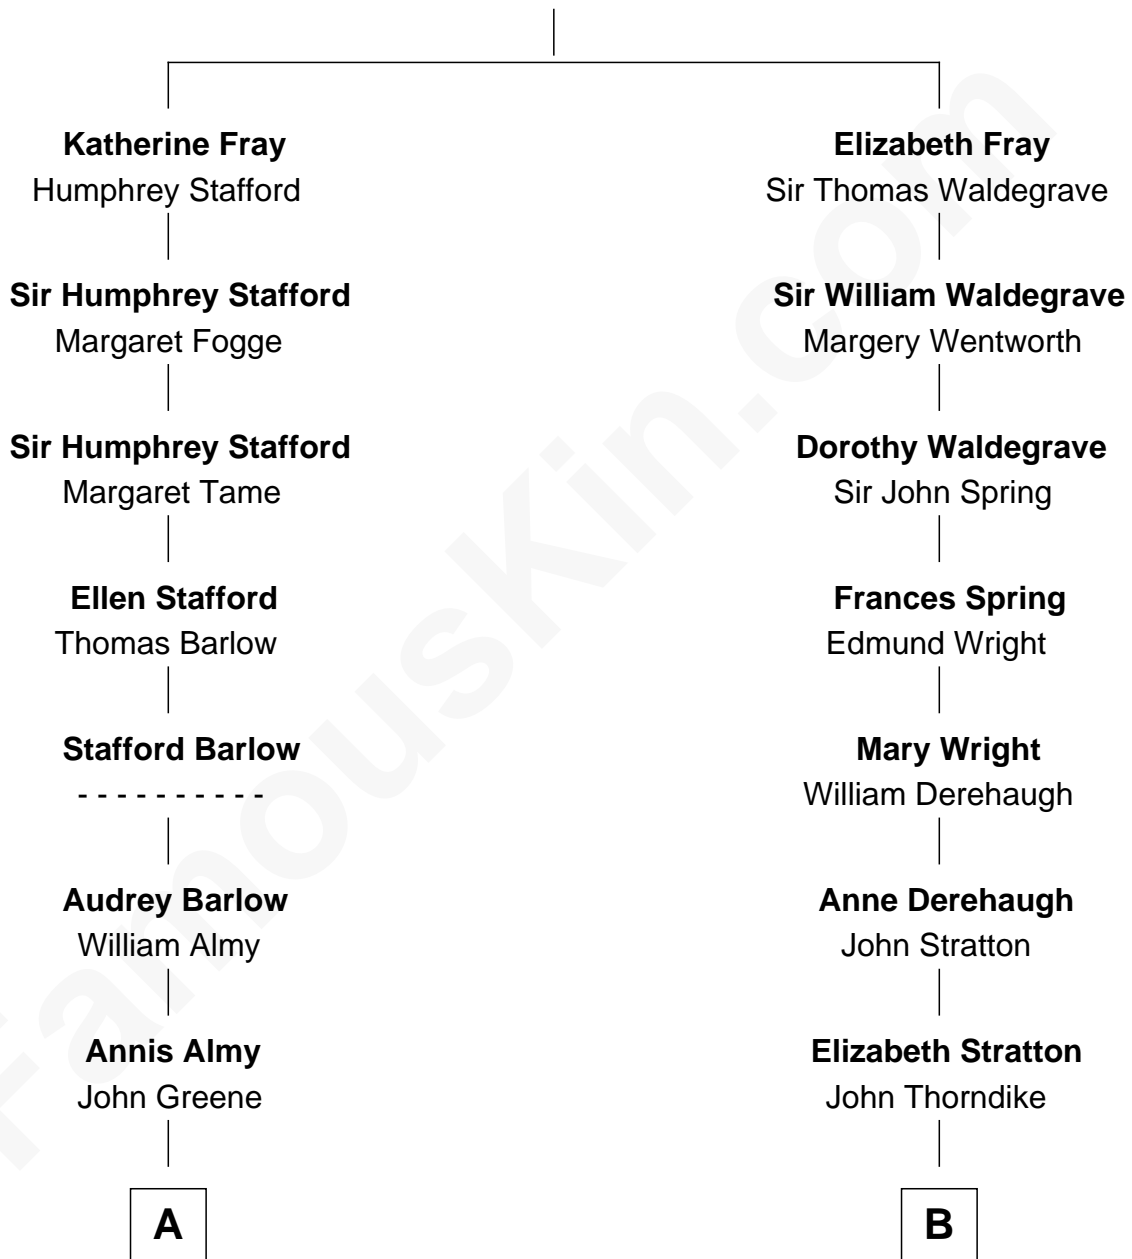 Katherine Fray
Humphrey Stafford
Sir Humphrey Stafford
Margaret Fogge
Sir Humphrey Stafford
Margaret Tame
Ellen Stafford
Thomas Barlow
Stafford Barlow
- - - - - - - - - -
Audrey Barlow
William Almy
Annis Almy
John Greene
A
Elizabeth Fray
Sir Thomas Waldegrave
Sir William Waldegrave
Margery Wentworth
Dorothy Waldegrave
Sir John Spring
Frances Spring
Edmund Wright
Mary Wright
William Derehaugh
Anne Derehaugh
John Stratton
Elizabeth Stratton
John Thorndike
B
FamousKin.com